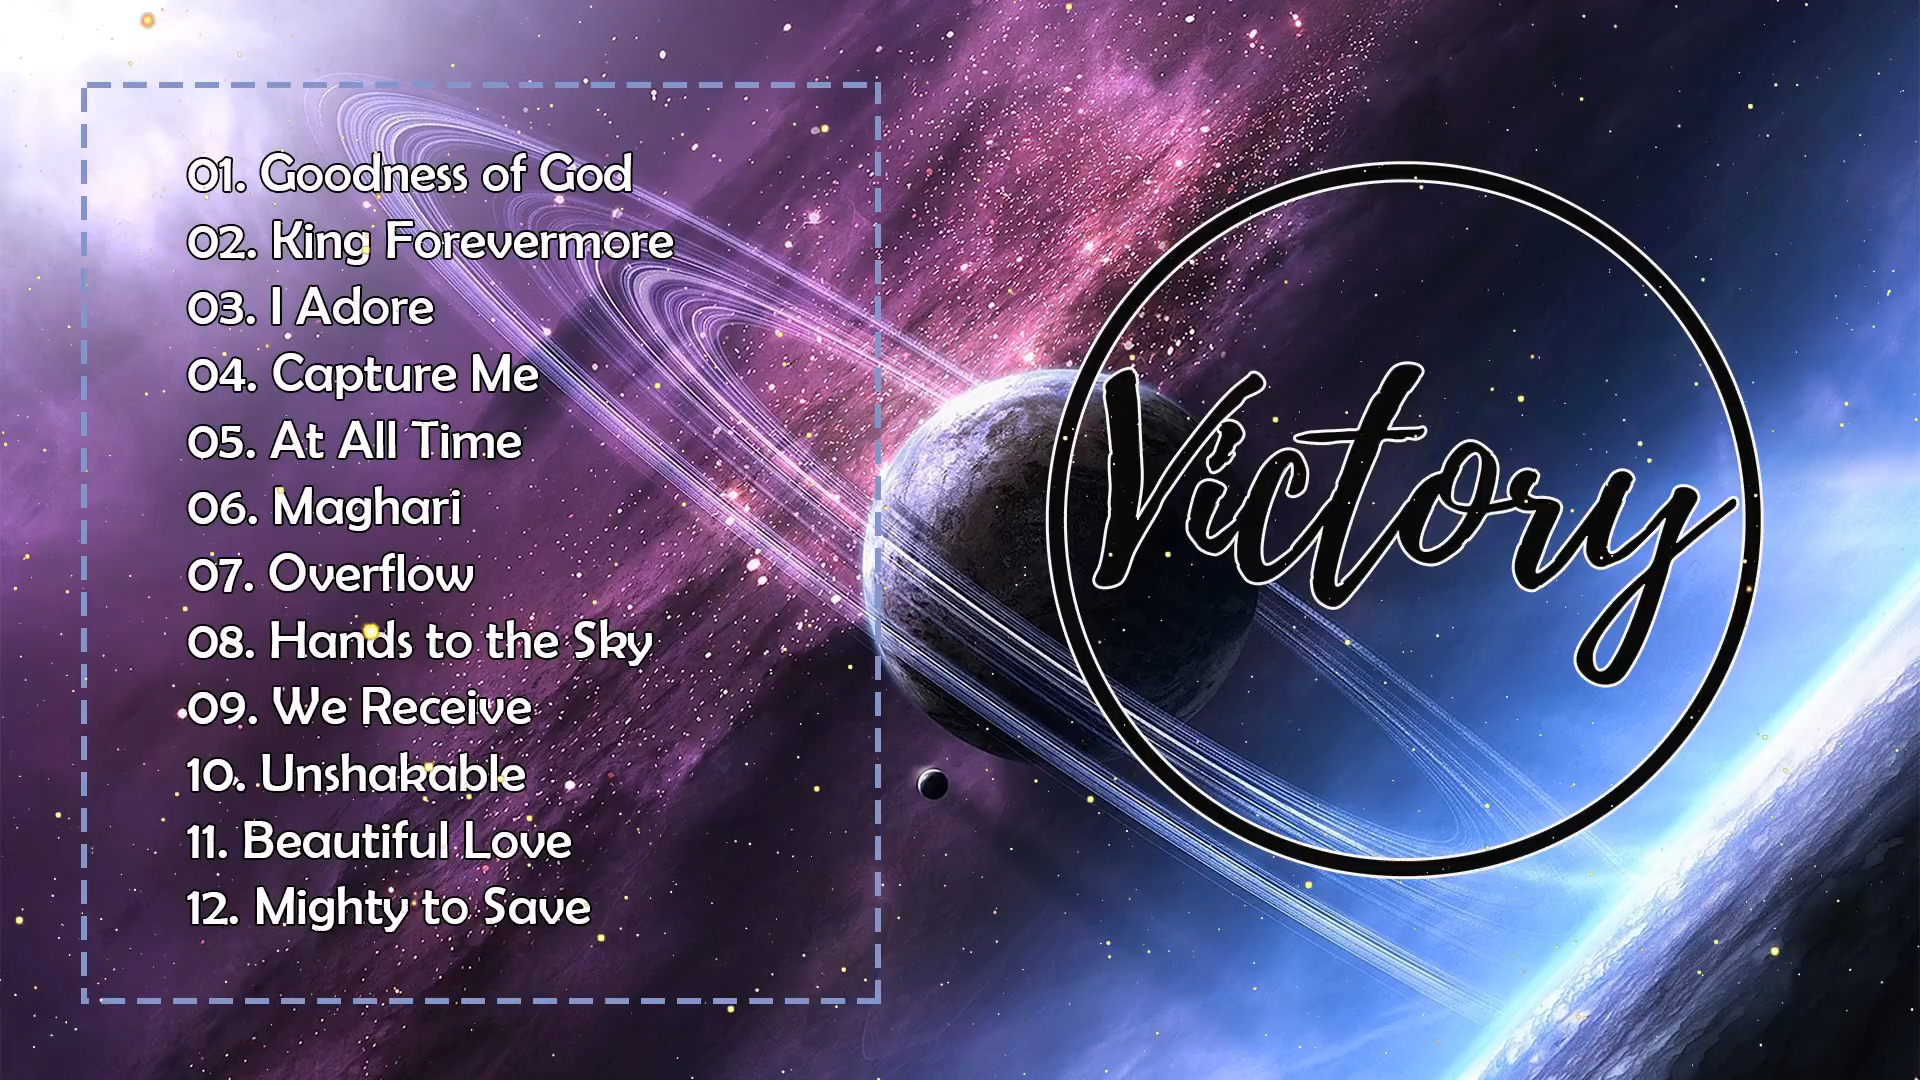 01. Goodness of God
02. King Forevermore
03. I Adore
04. Capture Me
05. At All Time
06. Maghari
07. Overflow
08. Hands to the Sky
09. We Receive
10. Unshakable
11. Beautiful Love
12. Mighty to Save
Victory